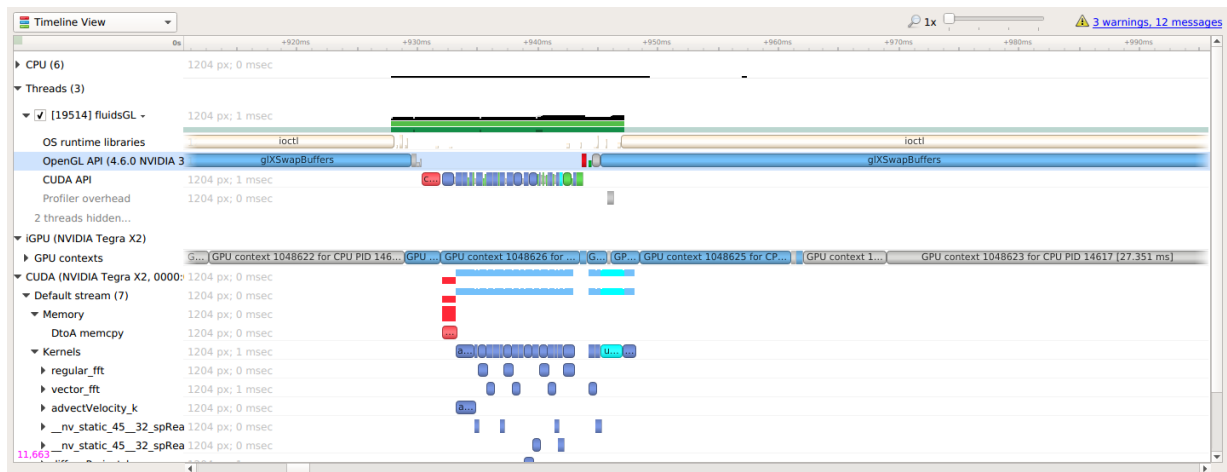 Timeline View
1x
3 warnings, 12 messages
0s
+920ms
+930ms
+940ms
+950ms
+960ms
+970ms
+980ms
+990ms
CPU (6)
1204 px; 0 msec
Threads (3)
[19514] fluidsGL
1204 px; 1 msec
OS runtime libraries
ioctl
ioctl
OpenGL API (4.6.0 NVIDIA 3
glXSwapBuffers
glXSwapBuffers
CUDA API
1204 px; 1 msec
c...
Profiler overhead
1204 px; 0 msec
2 threads hidden...
iGPU (NVIDIA Tegra X2)
GPU contexts
G...
GPU context 1048622 for CPU PID 146...
GPU ...
GPU context 1048626 for ...
G...
GP...
GPU context 1048625 for CP...
GPU context 1...
GPU context 1048623 for CPU PID 14617 [27.351 ms]
CUDA (NVIDIA Tegra X2, 0000:
1204 px; 0 msec
Default stream (7)
1204 px; 0 msec
Memory
1204 px; 0 msec
DtoA memcpy
1204 px; 0 msec
...
Kernels
1204 px; 1 msec
a...
u...
...
regular_fft
1204 px; 0 msec
vector_fft
1204 px; 1 msec
advectVelocity_k
1204 px; 0 msec
a...
__nv_static_45__32_spRea
1204 px; 0 msec
__nv_static_45__32_spRea
1204 px; 0 msec
11,663